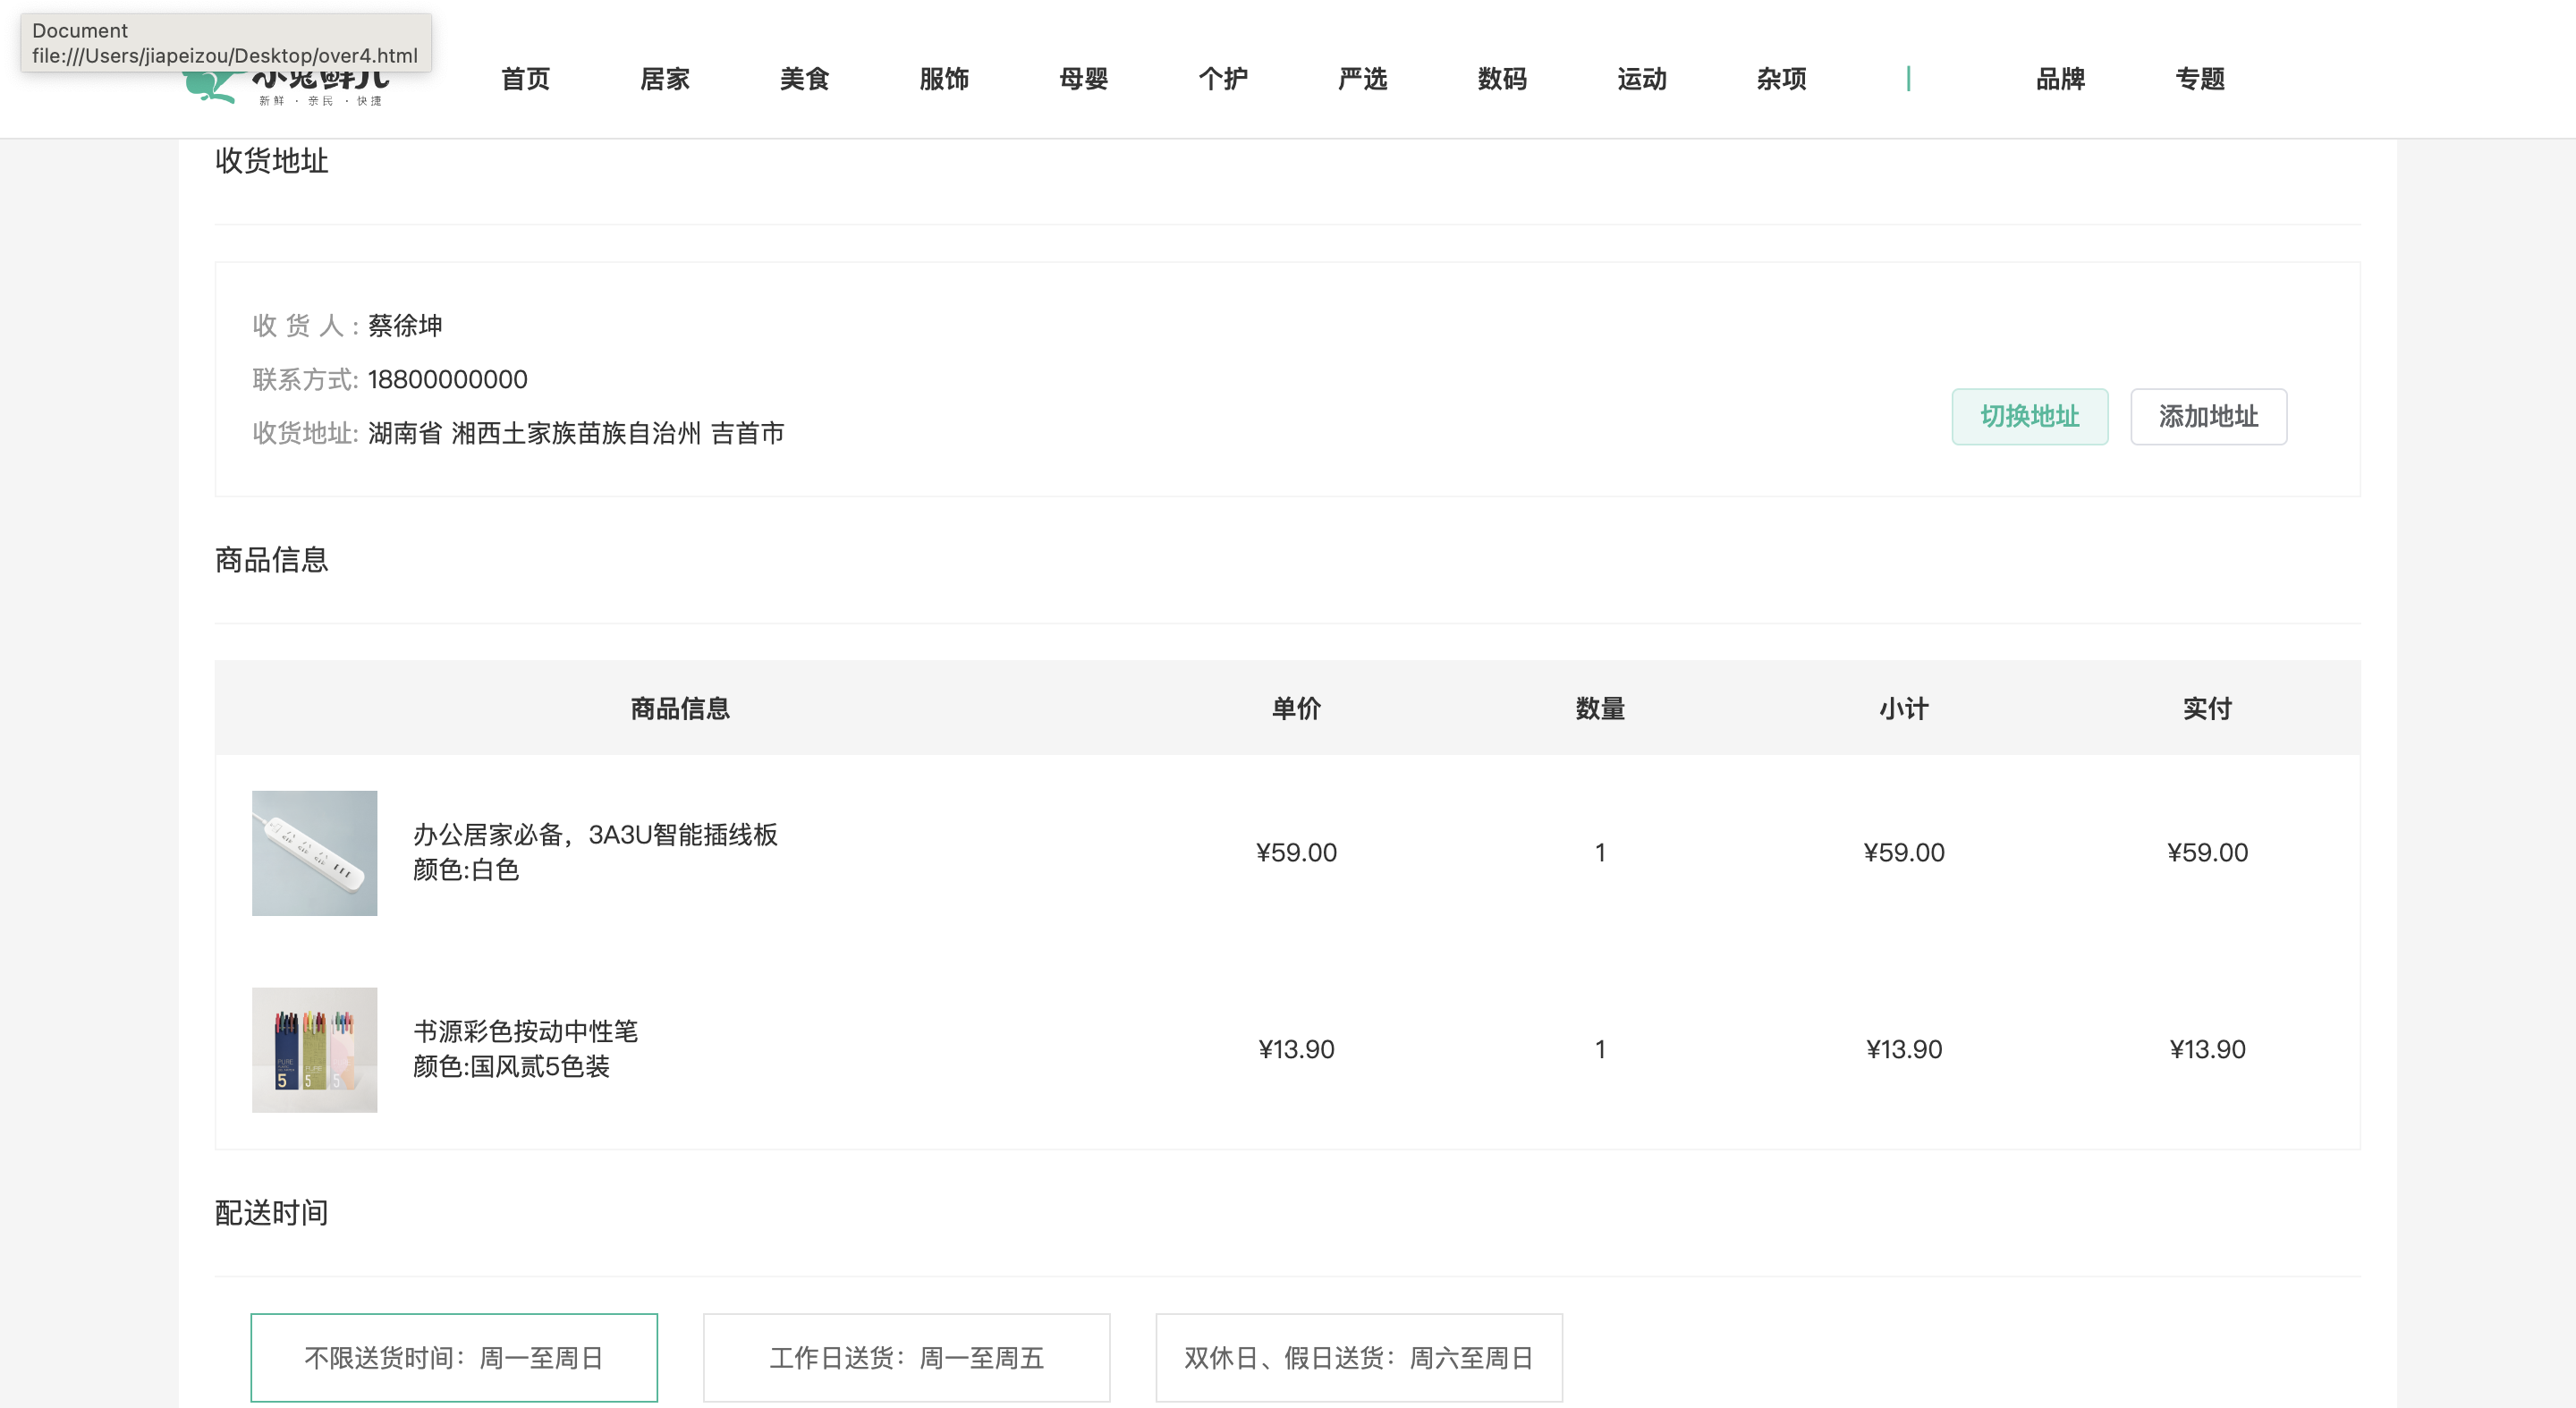 Document
file:///Users/jiapeizou/Desktop/over4.html
新鲜 · 亲民 · 快捷
首页 居家 美食 服饰 母婴 个护 严选 数码 运动 杂项 | 品牌 专题
收货地址
收 货 人 : 蔡徐坤
联系方式: 18800000000
收货地址: 湖南省 湘西土家族苗族自治州 吉首市
切换地址 添加地址
商品信息
商品信息 单价 数量 小计 实付
办公居家必备，3A3U智能插线板
颜色:白色
¥59.00 1 ¥59.00 ¥59.00
书源彩色按动中性笔
颜色:国风贰5色装
¥13.90 1 ¥13.90 ¥13.90
PURE
5
5
5
配送时间
不限送货时间：周一至周日
工作日送货：周一至周五
双休日、假日送货：周六至周日